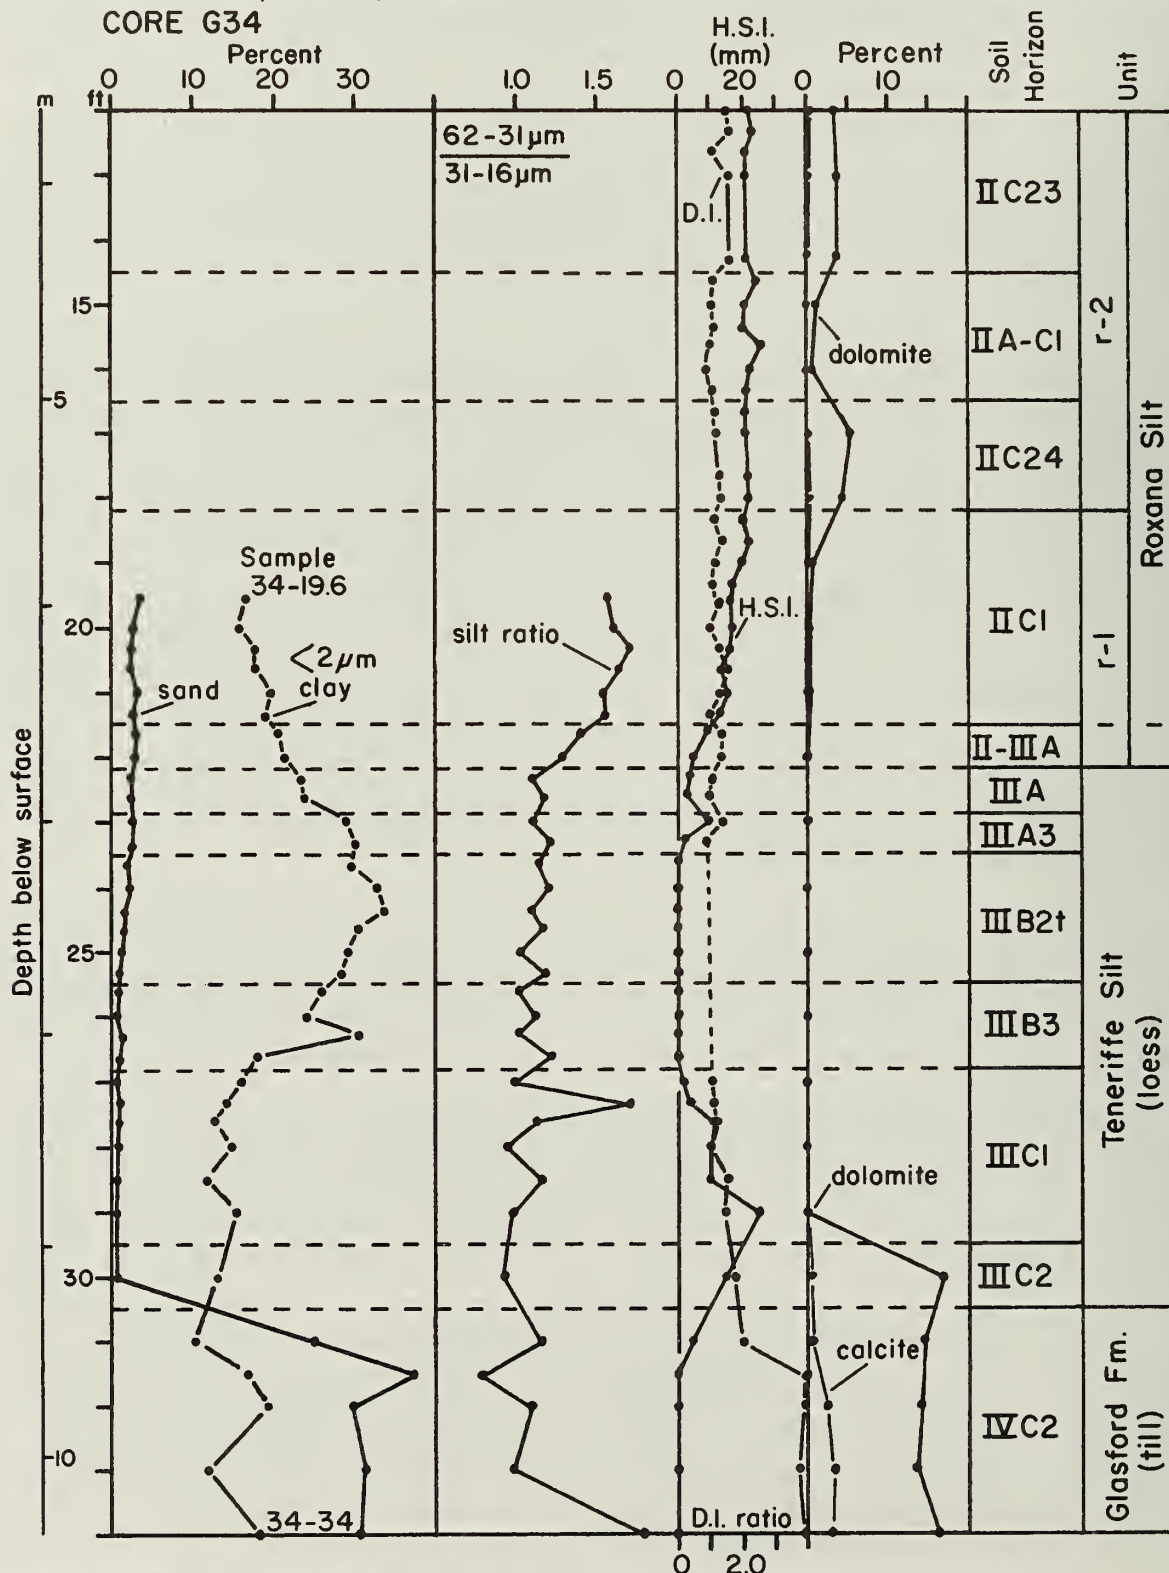 CORE G34
Percent
0 10 20 30
1.0 1.5
H.S.I.
(mm)
0 20
Percent
0 10
Soil
Horizon
Unit
m
ft
62-31μm
31-16μm
D.I.
IIC23
15
dolomite
IIA-C1
r-2
5
IIC24
Roxana Silt
Sample
34-19.6
H.S.I.
IIC1
20
silt ratio
r-1
<2μm
clay
sand
II-IIIA
IIIA
IIIA3
Depth below surface
IIIB2t
25
IIIB3
Teneriffe Silt
(loess)
IIIC1
dolomite
30
IIIC2
calcite
IVC2
Glasford Fm.
(till)
10
34-34
D.I. ratio
0 2.0